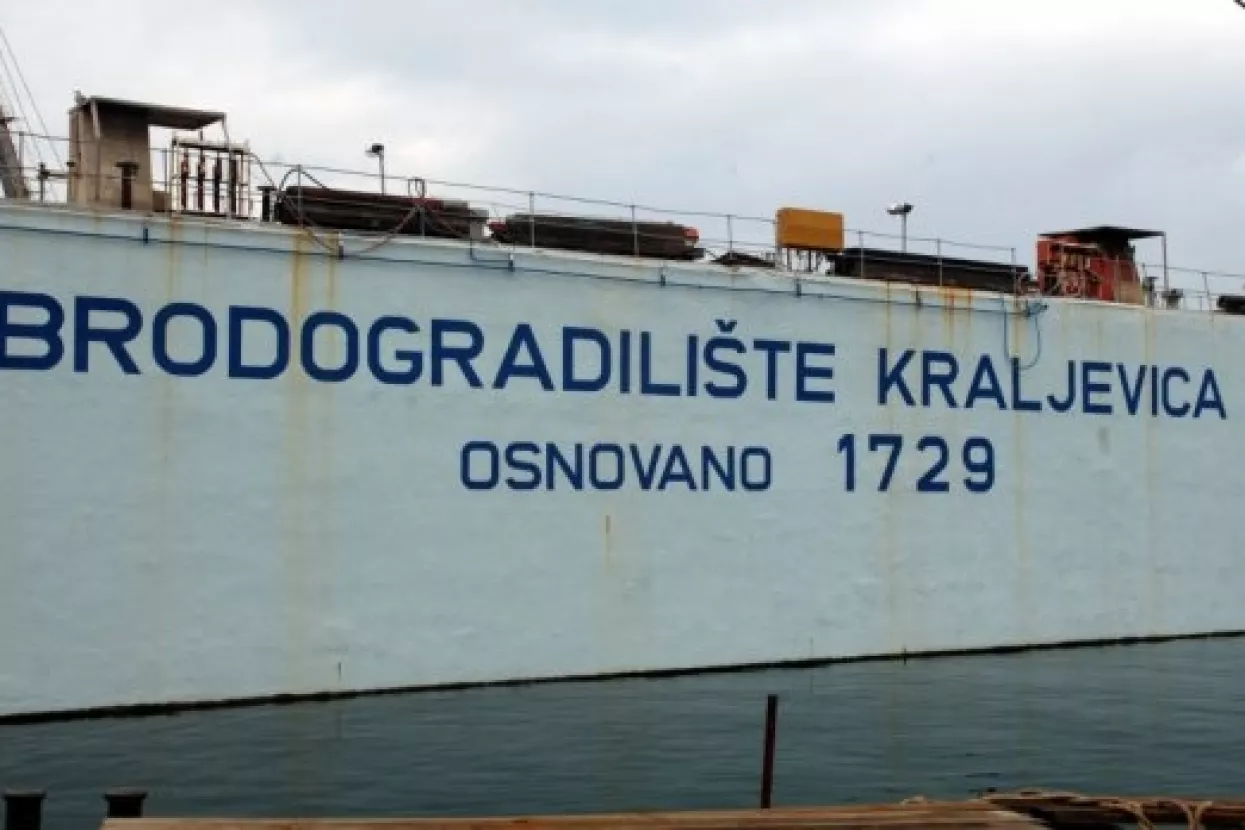 BRODOGRADILIŠTE KRALJEVICA
OSNOVANO 1729